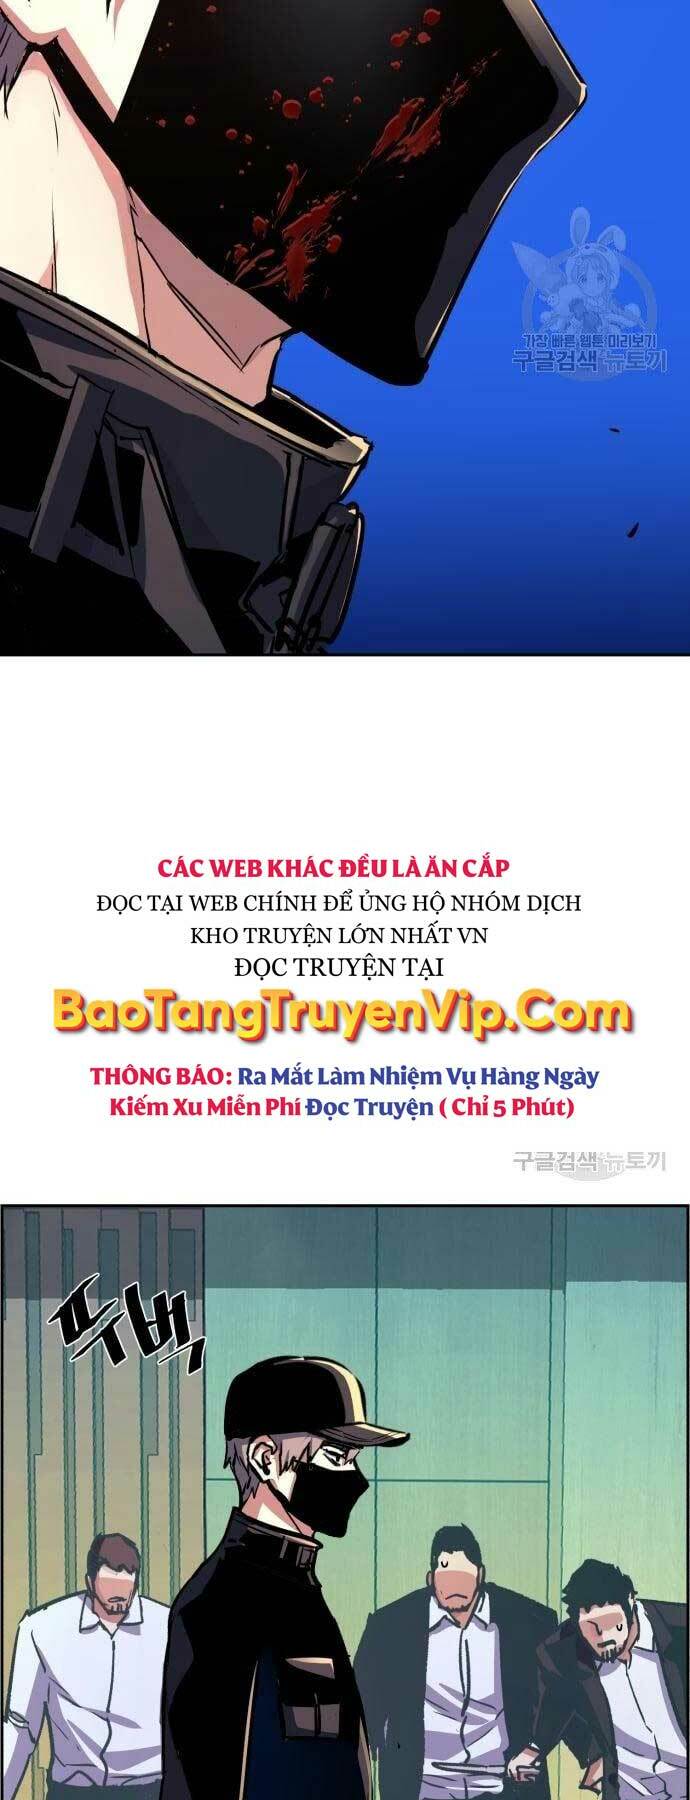 가장 빠른 웹툰 미리보기
구글검색 뉴토끼
CÁC WEB KHÁC ĐỀU LÀ ĂN CẮP
ĐỌC TẠI WEB CHÍNH ĐỂ ỦNG HỘ NHÓM DỊCH
KHO TRUYỆN LỚN NHẤT VN
ĐỌC TRUYỆN TẠI
BaoTangTruyenVip.Com
THÔNG BÁO: Ra Mắt Làm Nhiệm Vụ Hàng Ngày
Kiếm Xu Miễn Phí Đọc Truyện ( Chỉ 5 Phút)
구글검색 뉴토끼
뚜벅